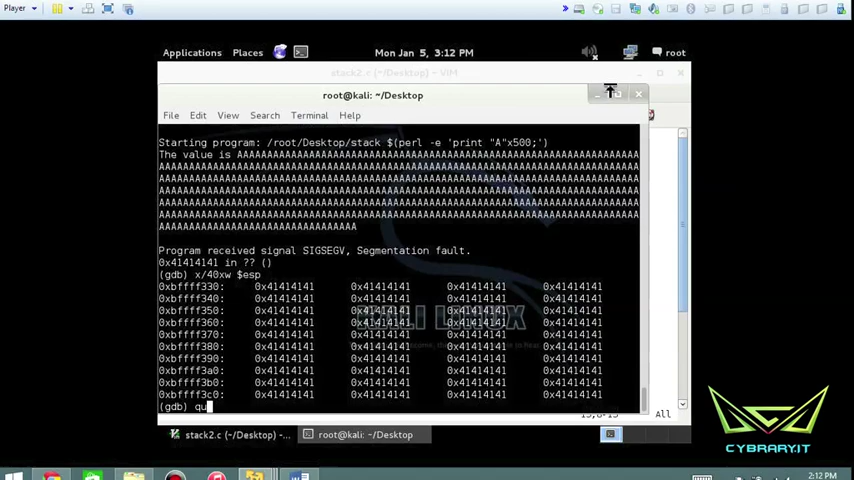 Player
Applications Places Mon Jan 5, 3:12 PM root
stack2.c (~/Desktop) - VIM
root@kali: ~/Desktop
File Edit View Search Terminal Help
Starting program: /root/Desktop/stack $(perl -e 'print "A"x500;')
The value is AAAAAAAAAAAAAAAAAAAAAAAAAAAAAAAAAAAAAAAAAAAAAAAAAAAAAAAAAAAAAAAAAAA
AAAAAAAAAAAAAAAAAAAAAAAAAAAAAAAAAAAAAAAAAAAAAAAAAAAAAAAAAAAAAAAAAAAAAAAAAAAAAAAA
AAAAAAAAAAAAAAAAAAAAAAAAAAAAAAAAAAAAAAAAAAAAAAAAAAAAAAAAAAAAAAAAAAAAAAAAAAAAAAAA
AAAAAAAAAAAAAAAAAAAAAAAAAAAAAAAAAAAAAAAAAAAAAAAAAAAAAAAAAAAAAAAAAAAAAAAAAAAAAAAA
AAAAAAAAAAAAAAAAAAAAAAAAAAAAAAAAAAAAAAAAAAAAAAAAAAAAAAAAAAAAAAAAAAAAAAAAAAAAAAAA
AAAAAAAAAAAAAAAAAAAAAAAAAAAAAAAAAAAAAAAAAAAAAAAAAAAAAAAAAAAAAAAAAAAAAAAAAAAAAAAA
AAAAAAAAAAAAAAAAAAAAAAAAAAAAAAAAA
Program received signal SIGSEGV, Segmentation fault.
0x41414141 in ?? ()
(gdb) x/40xw $esp
0xbffff330: 0x41414141 0x41414141 0x41414141 0x41414141
0xbffff340: 0x41414141 0x41414141 0x41414141 0x41414141
0xbffff350: 0x41414141 0x41414141 0x41414141 0x41414141
0xbffff360: 0x41414141 0x41414141 0x41414141 0x41414141
0xbffff370: 0x41414141 0x41414141 0x41414141 0x41414141
0xbffff380: 0x41414141 0x41414141 0x41414141 0x41414141
0xbffff390: 0x41414141 0x41414141 0x41414141 0x41414141
0xbffff3a0: 0x41414141 0x41414141 0x41414141 0x41414141
0xbffff3b0: 0x41414141 0x41414141 0x41414141 0x41414141
0xbffff3c0: 0x41414141 0x41414141 0x41414141 0x41414141
(gdb) qu
All
stack2.c (~/Desktop) -... root@kali: ~/Desktop
CYBRARY.IT
2:12 PM